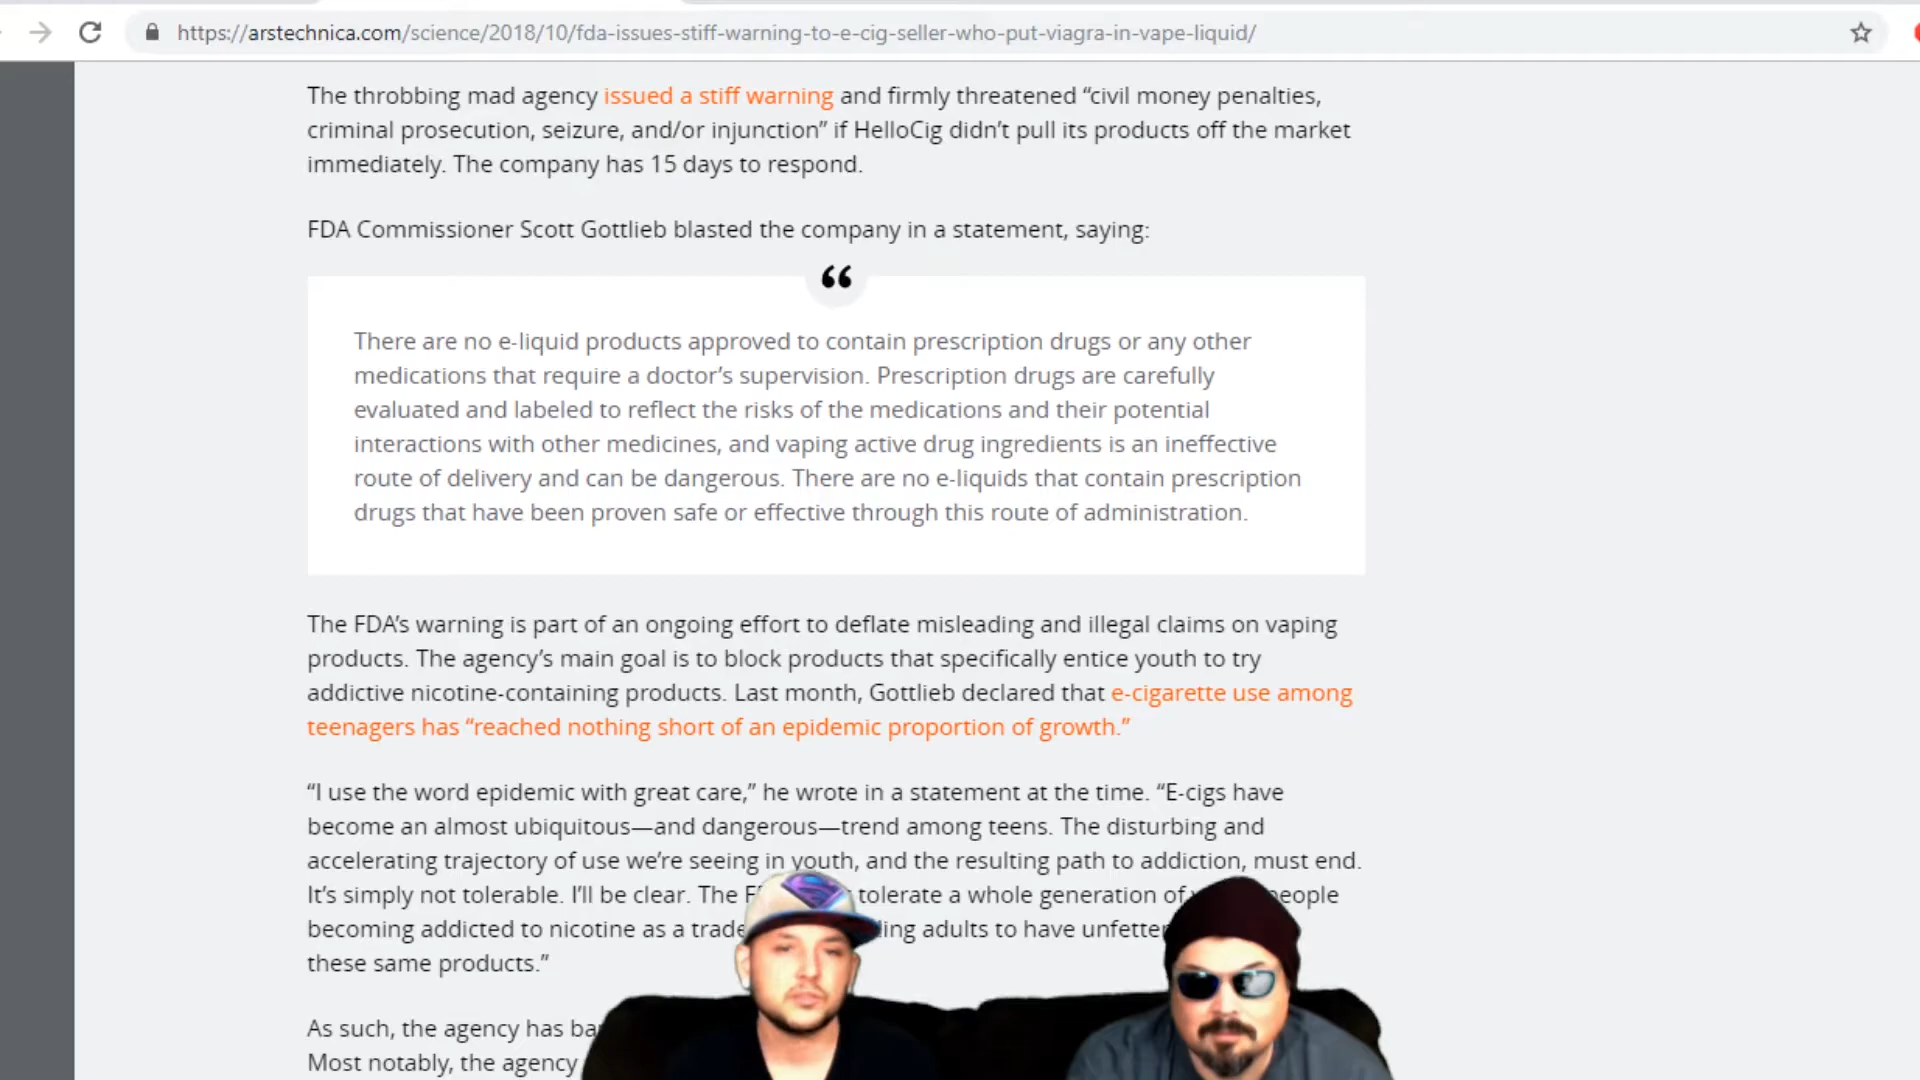 https://arstechnica.com/science/2018/10/fda-issues-stiff-warning-to-e-cig-seller-who-put-viagra-in-vape-liquid/
The throbbing mad agency issued a stiff warning and firmly threatened “civil money penalties,
criminal prosecution, seizure, and/or injunction” if HelloCig didn’t pull its products off the market
immediately. The company has 15 days to respond.
FDA Commissioner Scott Gottlieb blasted the company in a statement, saying:
“
There are no e-liquid products approved to contain prescription drugs or any other
medications that require a doctor’s supervision. Prescription drugs are carefully
evaluated and labeled to reflect the risks of the medications and their potential
interactions with other medicines, and vaping active drug ingredients is an ineffective
route of delivery and can be dangerous. There are no e-liquids that contain prescription
drugs that have been proven safe or effective through this route of administration.
The FDA’s warning is part of an ongoing effort to deflate misleading and illegal claims on vaping
products. The agency’s main goal is to block products that specifically entice youth to try
addictive nicotine-containing products. Last month, Gottlieb declared that e-cigarette use among
teenagers has “reached nothing short of an epidemic proportion of growth.”
“I use the word epidemic with great care,” he wrote in a statement at the time. “E-cigs have
become an almost ubiquitous—and dangerous—trend among teens. The disturbing and
accelerating trajectory of use we’re seeing in youth, and the resulting path to addiction, must end.
It’s simply not tolerable. I’ll be clear. The tolerate a whole generation of
becoming addicted to nicotine as a adults to have
these same products.”
As such, the agency has
Most notably, the agency